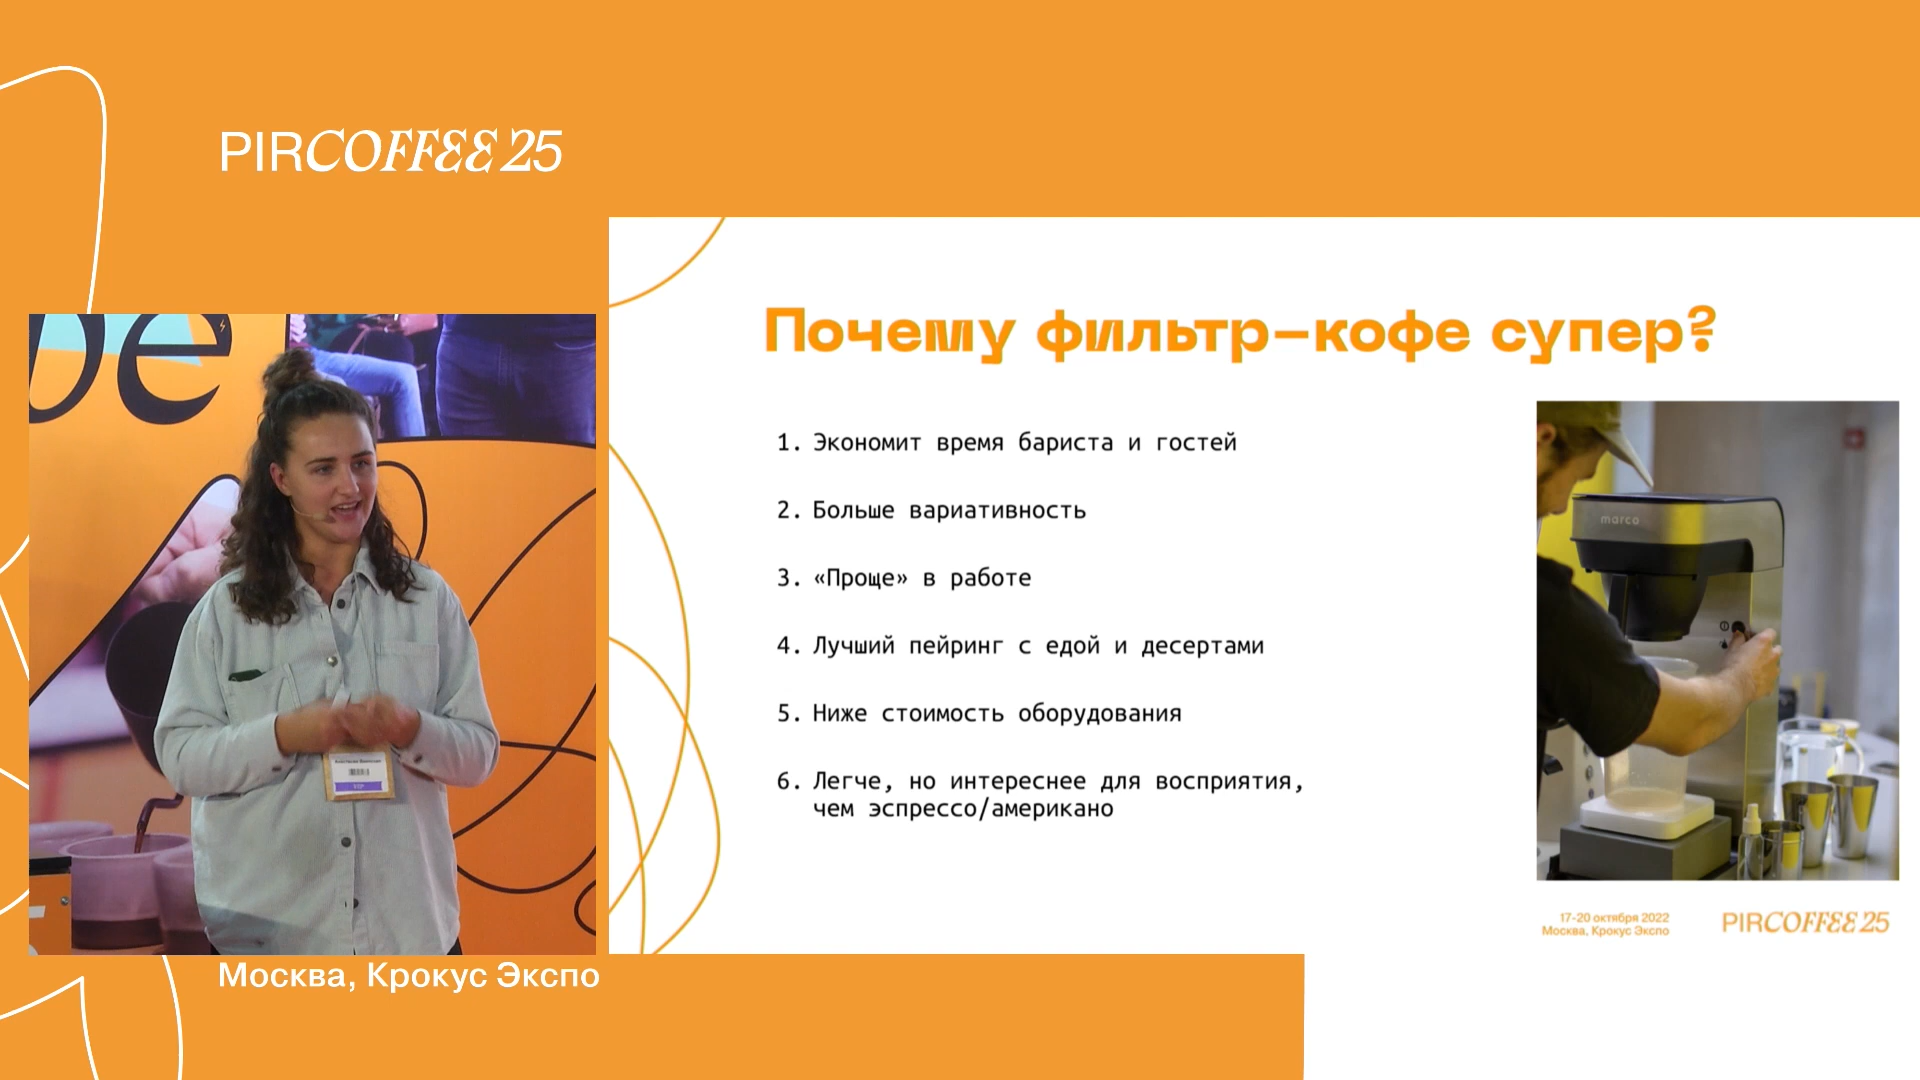 PIRCOFFEE 25
be
Почему фильтр-кофе супер?
1. Экономит время бариста и гостей
2. Больше вариативность
3. «Проще» в работе
4. Лучший пейринг с едой и десертами
5. Ниже стоимость оборудования
6. Легче, но интереснее для восприятия,
чем эспрессо/американо
marco
VIP
17-20 октября 2022
Москва, Крокус Экспо
PIRCOFFEE 25
Москва, Крокус Экспо